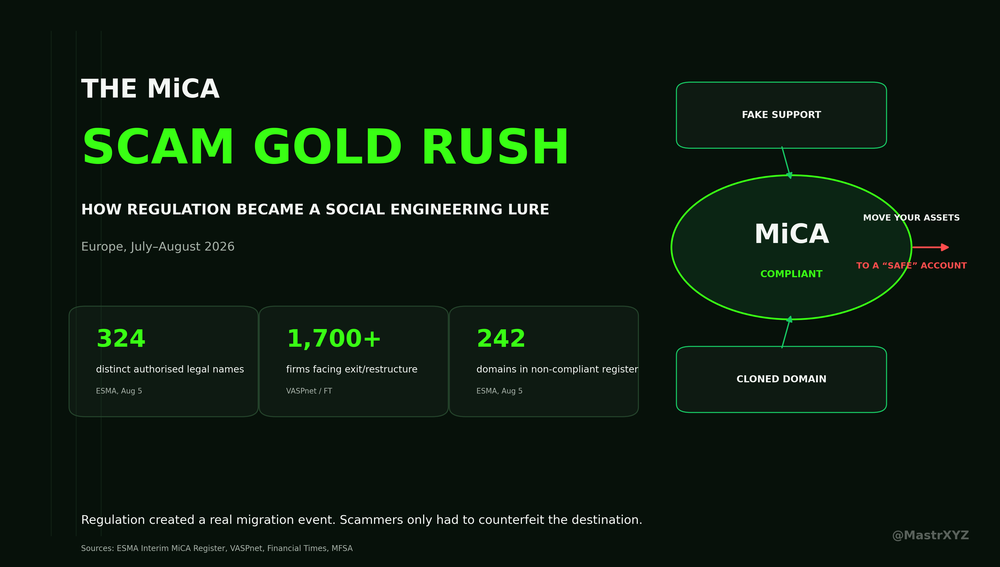 THE MiCA
SCAM GOLD RUSH
HOW REGULATION BECAME A SOCIAL ENGINEERING LURE
Europe, July–August 2026
324
distinct authorised legal names
ESMA, Aug 5
1,700+
firms facing exit/restructure
VASPnet / FT
242
domains in non-compliant register
ESMA, Aug 5
FAKE SUPPORT
MiCA
COMPLIANT
MOVE YOUR ASSETS
TO A “SAFE” ACCOUNT
CLONED DOMAIN
Regulation created a real migration event. Scammers only had to counterfeit the destination.
@MastrXYZ
Sources: ESMA Interim MiCA Register, VASPnet, Financial Times, MFSA